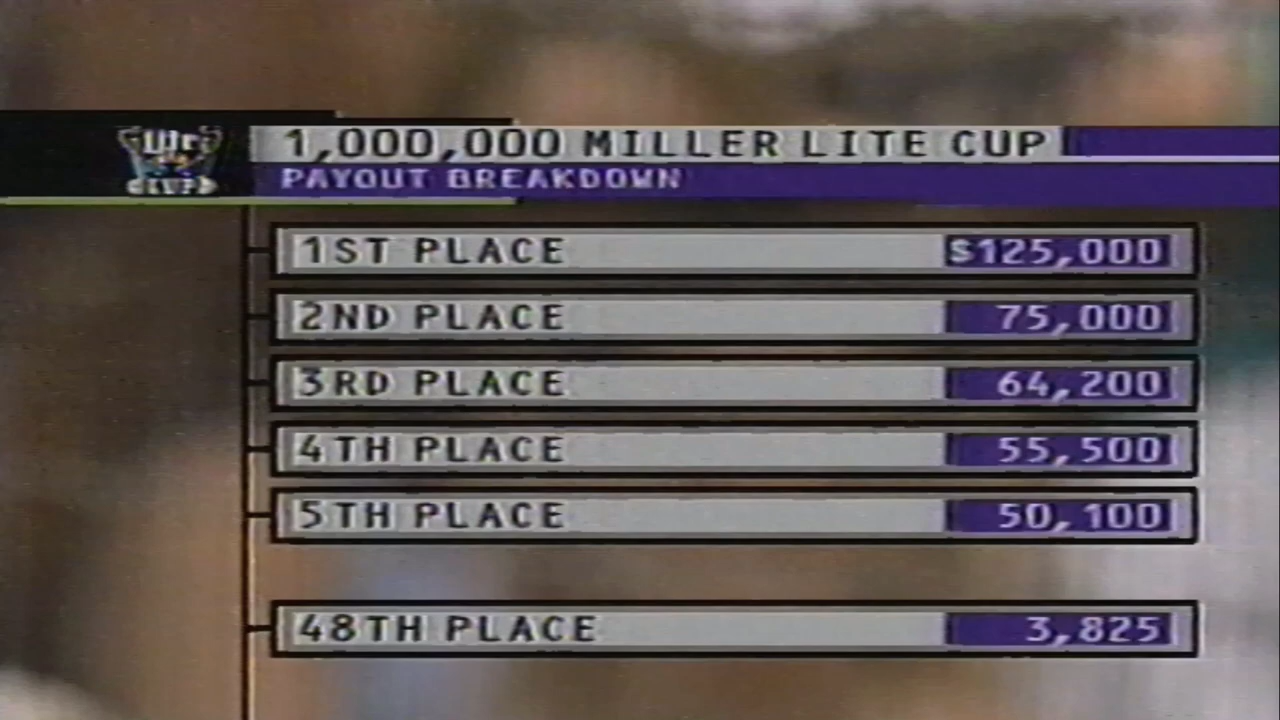 1,000,000 MILLER LITE CUP
PAYOUT BREAKDOWN
1ST PLACE $125,000
2ND PLACE 75,000
3RD PLACE 64,200
4TH PLACE 55,500
5TH PLACE 50,100
48TH PLACE 3,825
CUP